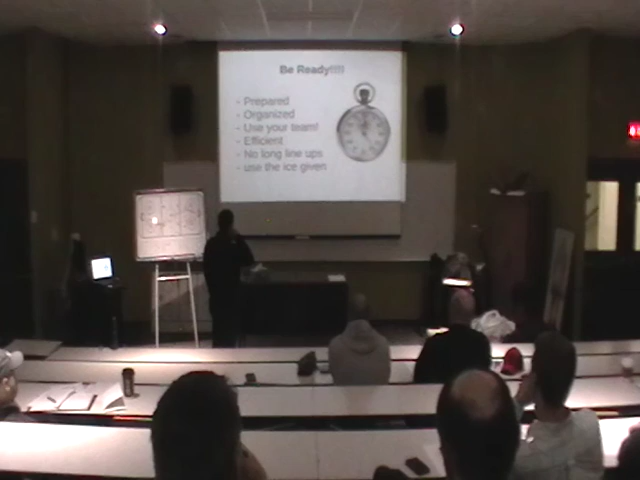 Be Ready!!!!
- Prepared
- Organized
- Use your team!
- Efficient
- No long line ups
- use the ice given